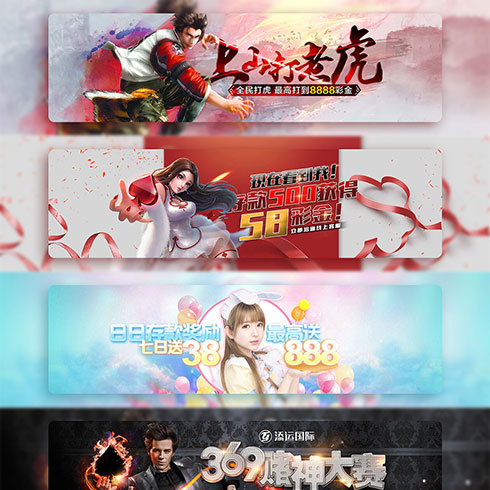 上山打老虎
全民打虎 最高打到8888彩金
现在看到我！
存款500获得
58彩金！
日日存款奖励
七日送38
最高送
888
添运国际
369赌神大赛